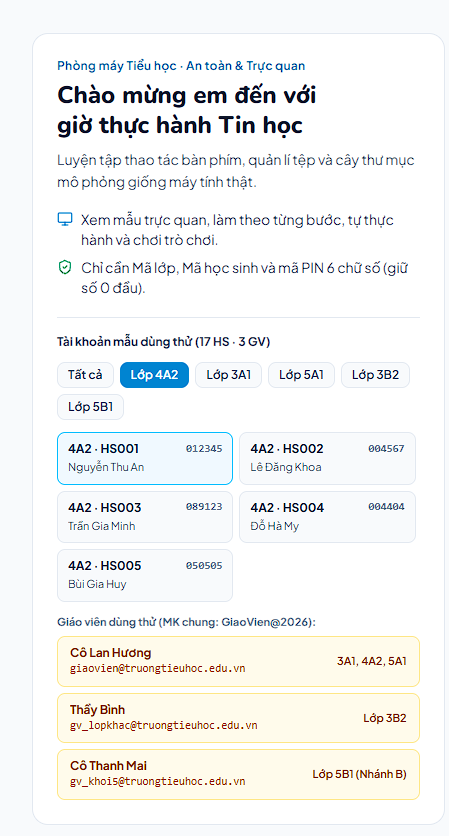 Phòng máy Tiểu học · An toàn & Trực quan
Chào mừng em đến với
giờ thực hành Tin học
Luyện tập thao tác bàn phím, quản lí tệp và cây thư mục
mô phỏng giống máy tính thật.
Xem mẫu trực quan, làm theo từng bước, tự thực
hành và chơi trò chơi.
Chỉ cần Mã lớp, Mã học sinh và mã PIN 6 chữ số (giữ
số 0 đầu).
Tài khoản mẫu dùng thử (17 HS · 3 GV)
Tất cả
Lớp 4A2
Lớp 3A1
Lớp 5A1
Lớp 3B2
Lớp 5B1
4A2 · HS001 012345
Nguyễn Thu An
4A2 · HS002 004567
Lê Đăng Khoa
4A2 · HS003 089123
Trần Gia Minh
4A2 · HS004 004404
Đỗ Hà My
4A2 · HS005 050505
Bùi Gia Huy
Giáo viên dùng thử (MK chung: GiaoVien@2026):
Cô Lan Hương
giaovien@truongtieuhoc.edu.vn
3A1, 4A2, 5A1
Thầy Bình
gv_lopkhac@truongtieuhoc.edu.vn
Lớp 3B2
Cô Thanh Mai
gv_khoi5@truongtieuhoc.edu.vn
Lớp 5B1 (Nhánh B)